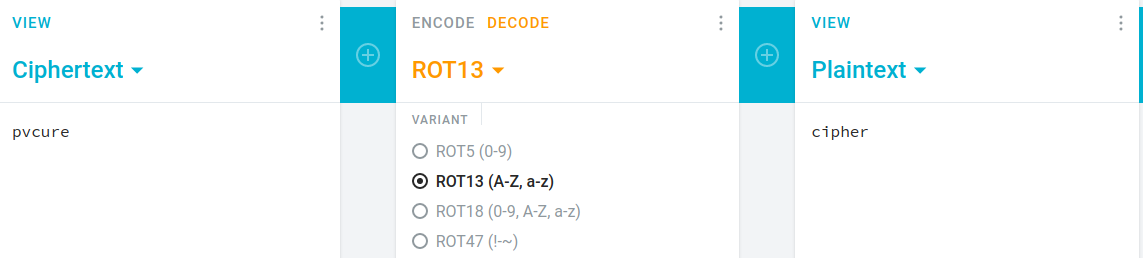 VIEW
Ciphertext
pvcure
ENCODE DECODE
ROT13
VARIANT
ROT5 (0-9)
ROT13 (A-Z, a-z)
ROT18 (0-9, A-Z, a-z)
ROT47 (!-~)
VIEW
Plaintext
cipher